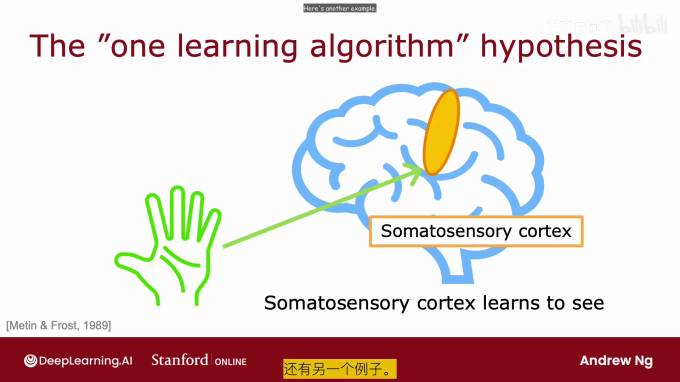 Here's another example.
bilibili
The "one learning algorithm" hypothesis
Somatosensory cortex
Somatosensory cortex learns to see
[Metin & Frost, 1989]
DeepLearning.AI
Stanford ONLINE
Andrew Ng
还有另一个例子。